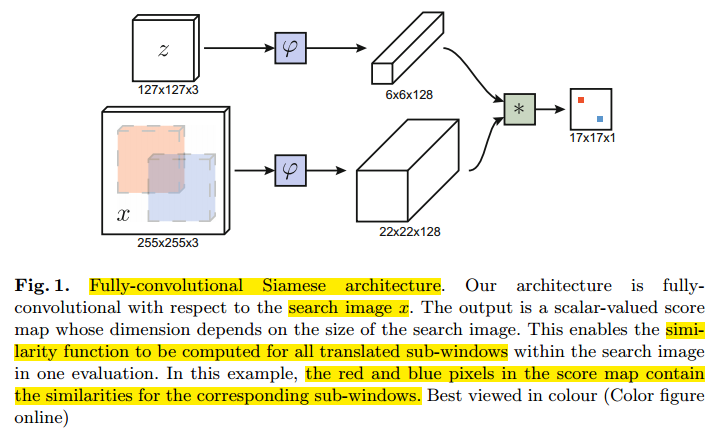 z
φ
127x127x3
6x6x128
*
17x17x1
x
φ
255x255x3
22x22x128
Fig. 1. Fully-convolutional Siamese architecture. Our architecture is fully-
convolutional with respect to the search image x. The output is a scalar-valued score
map whose dimension depends on the size of the search image. This enables the simi-
larity function to be computed for all translated sub-windows within the search image
in one evaluation. In this example, the red and blue pixels in the score map contain
the similarities for the corresponding sub-windows. Best viewed in colour (Color figure
online)